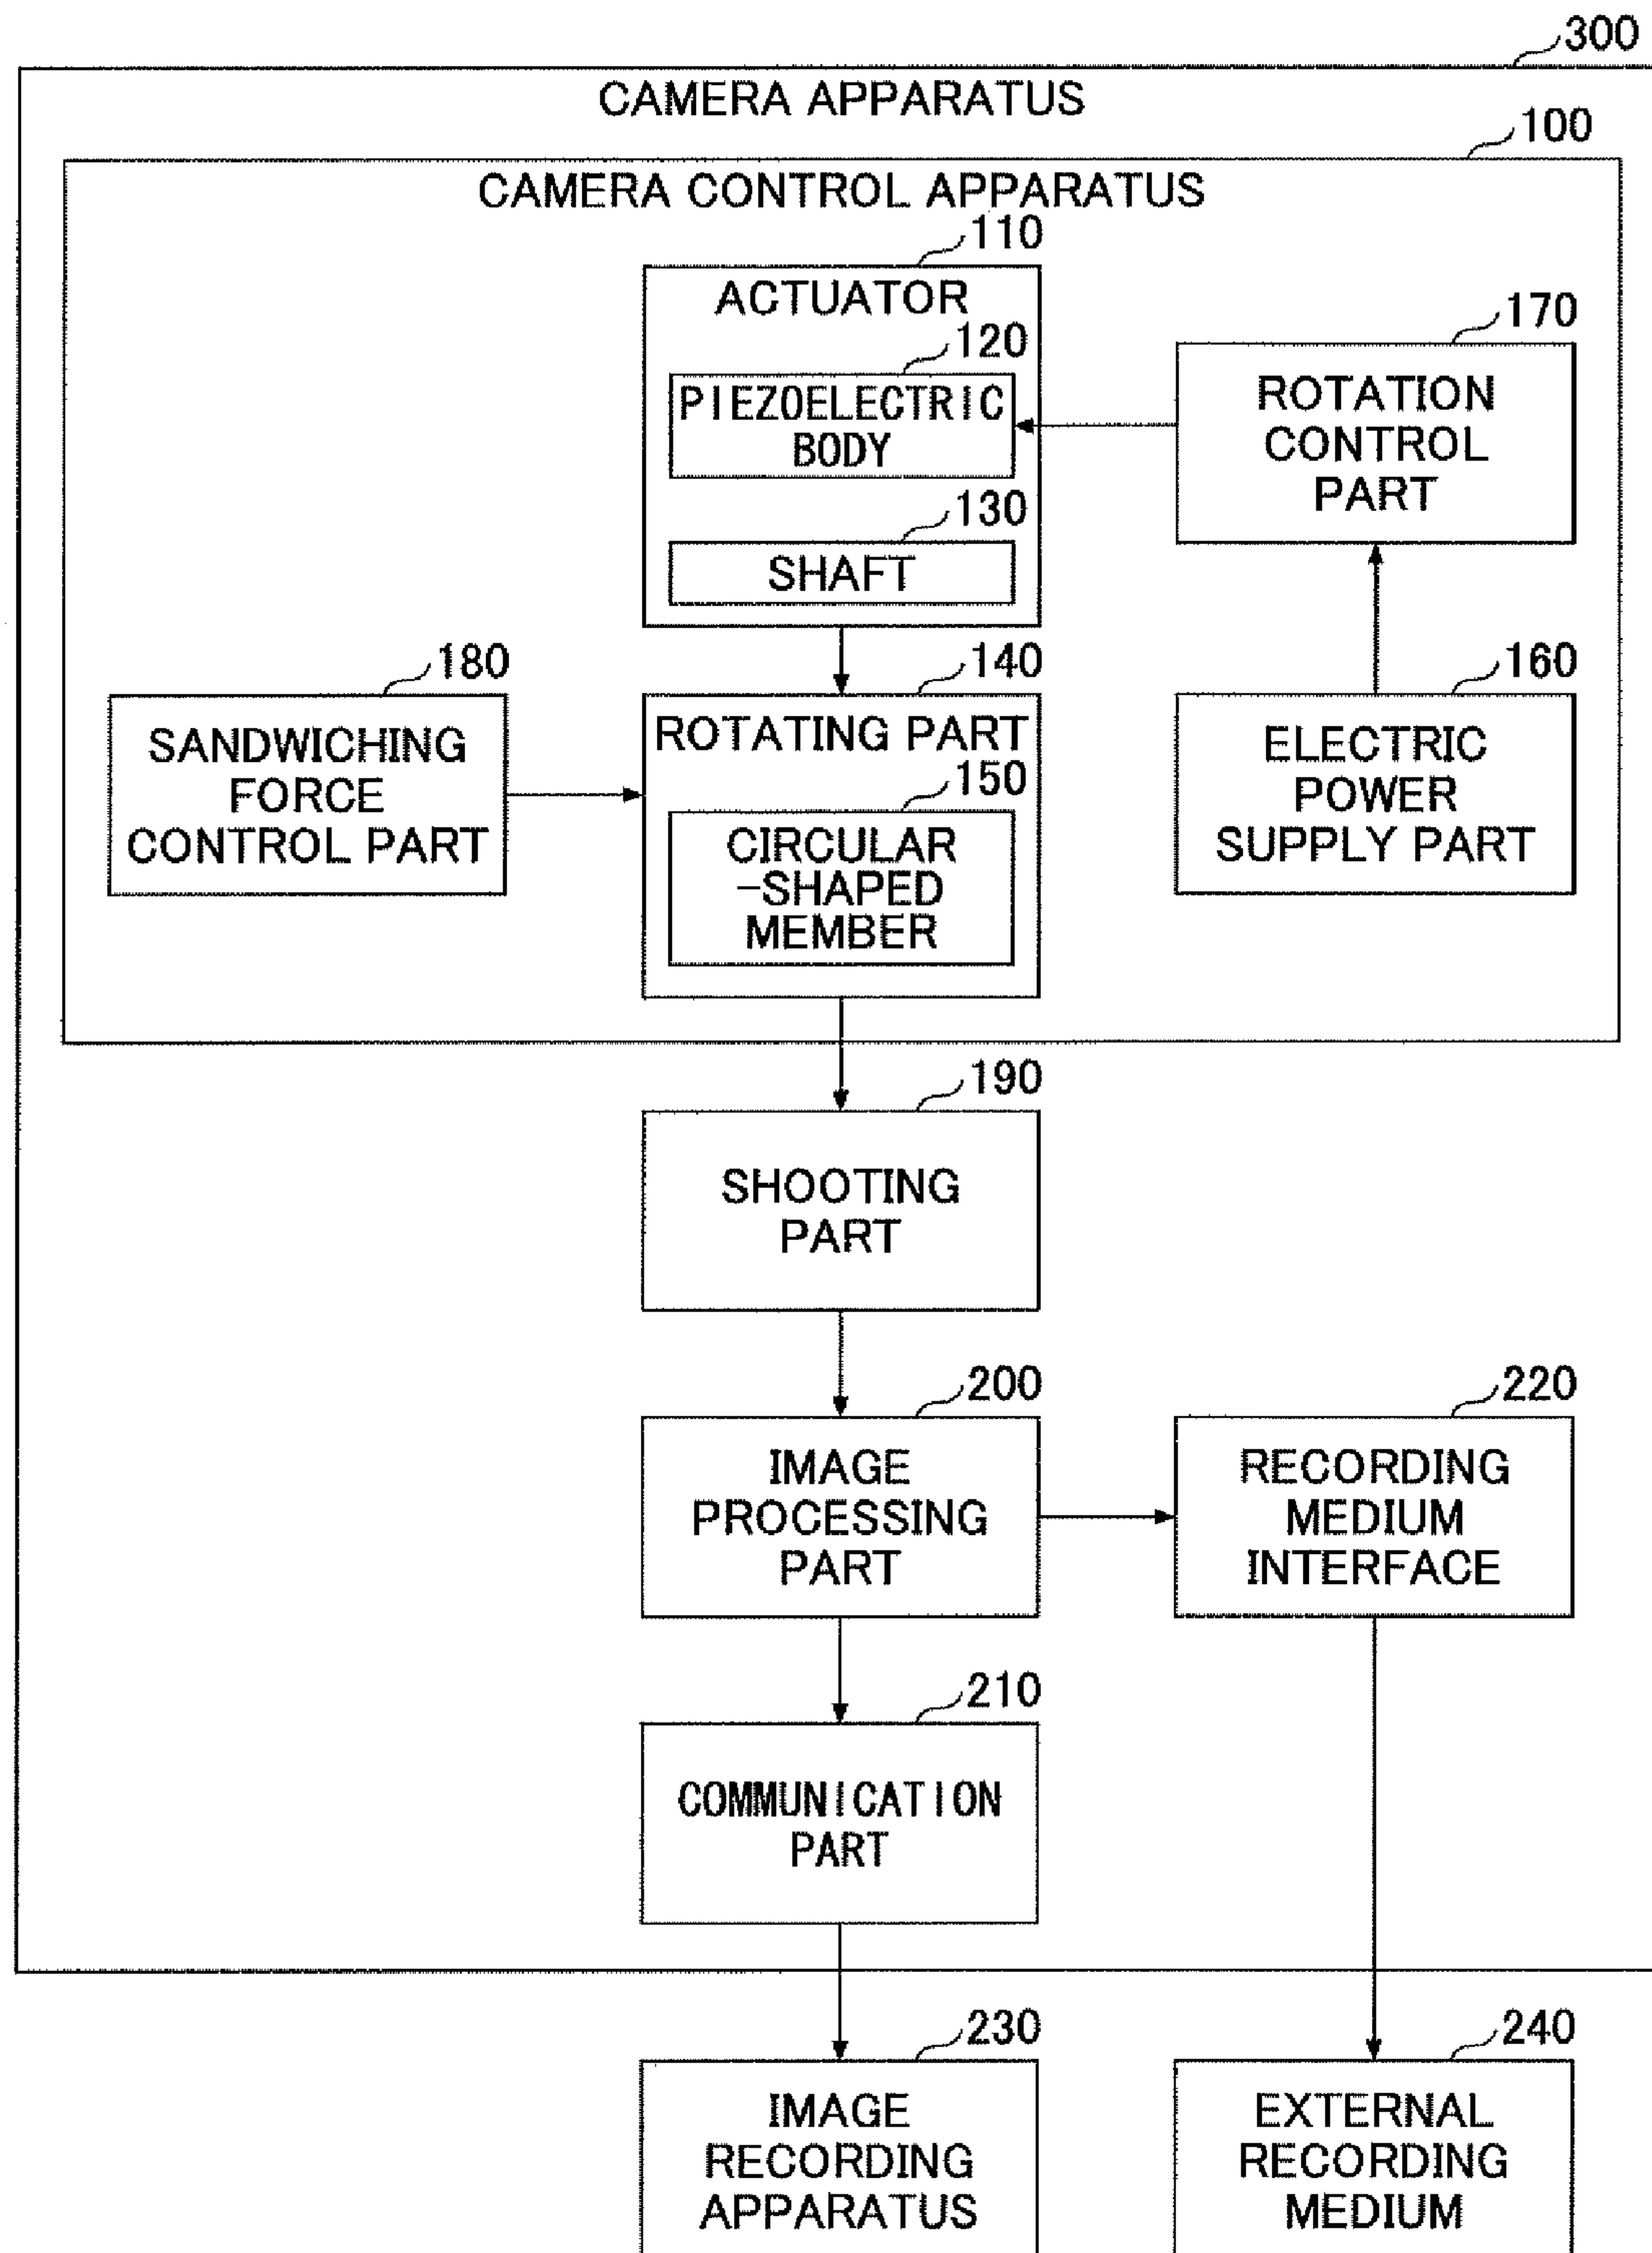 300
CAMERA APPARATUS
100
CAMERA CONTROL APPARATUS
110
ACTUATOR
120
PIEZOELECTRIC
BODY
130
SHAFT
170
ROTATION
CONTROL
PART
180
SANDWICHING
FORCE
CONTROL PART
140
ROTATING PART
150
CIRCULAR
-SHAPED
MEMBER
160
ELECTRIC
POWER
SUPPLY PART
190
SHOOTING
PART
200
IMAGE
PROCESSING
PART
220
RECORDING
MEDIUM
INTERFACE
210
COMMUNICATION
PART
230
IMAGE
RECORDING
APPARATUS
240
EXTERNAL
RECORDING
MEDIUM